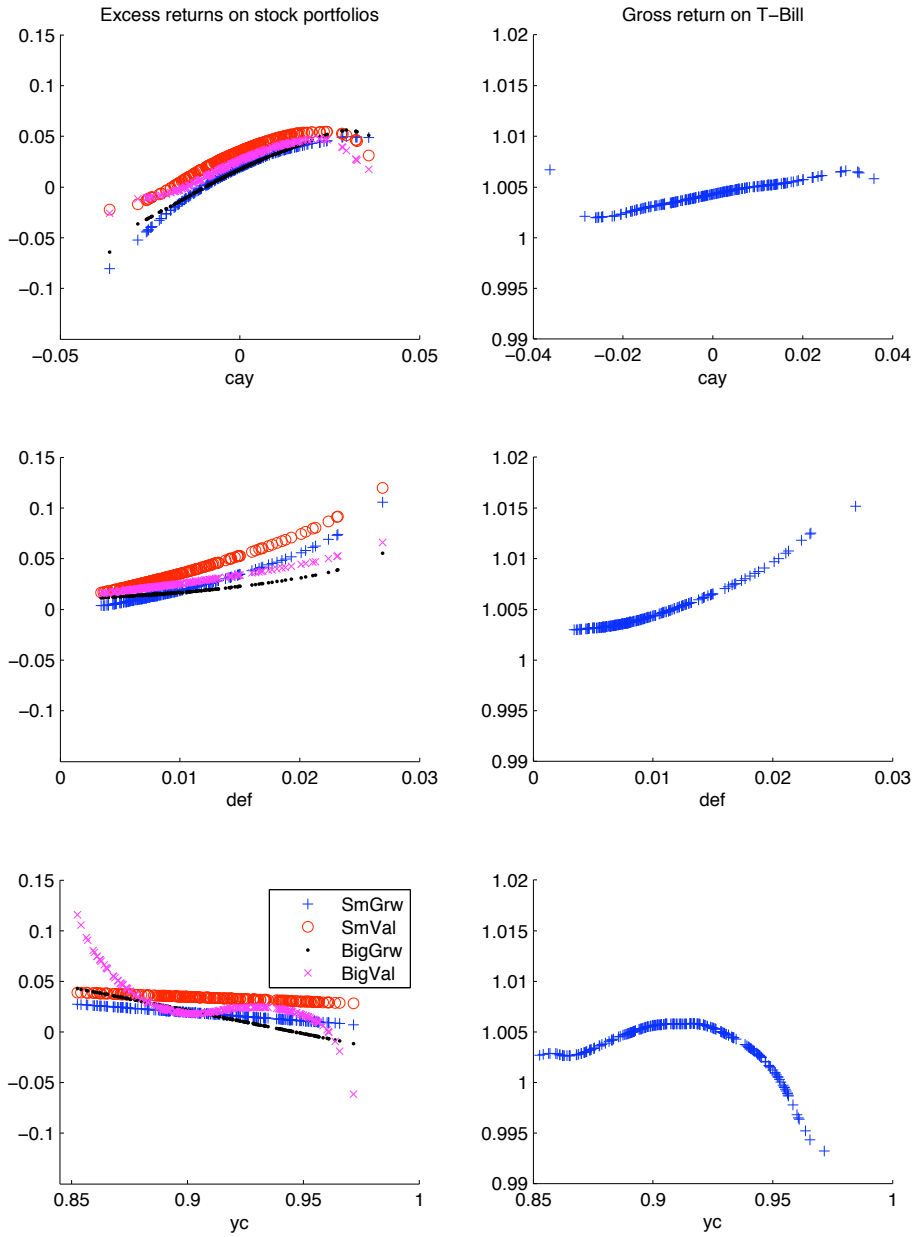 Excess returns on stock portfolios
0.15
0.1
0.05
0
−0.05
−0.1
−0.05 0 0.05
cay
Gross return on T−Bill
1.02
1.015
1.01
1.005
1
0.995
0.99
−0.04 −0.02 0 0.02 0.04
cay
0.15
0.1
0.05
0
−0.05
−0.1
0 0.01 0.02 0.03
def
1.02
1.015
1.01
1.005
1
0.995
0.99
0 0.01 0.02 0.03
def
0.15
0.1
0.05
0
−0.05
−0.1
0.85 0.9 0.95 1
yc
SmGrw
SmVal
BigGrw
BigVal
1.02
1.015
1.01
1.005
1
0.995
0.99
0.85 0.9 0.95 1
yc